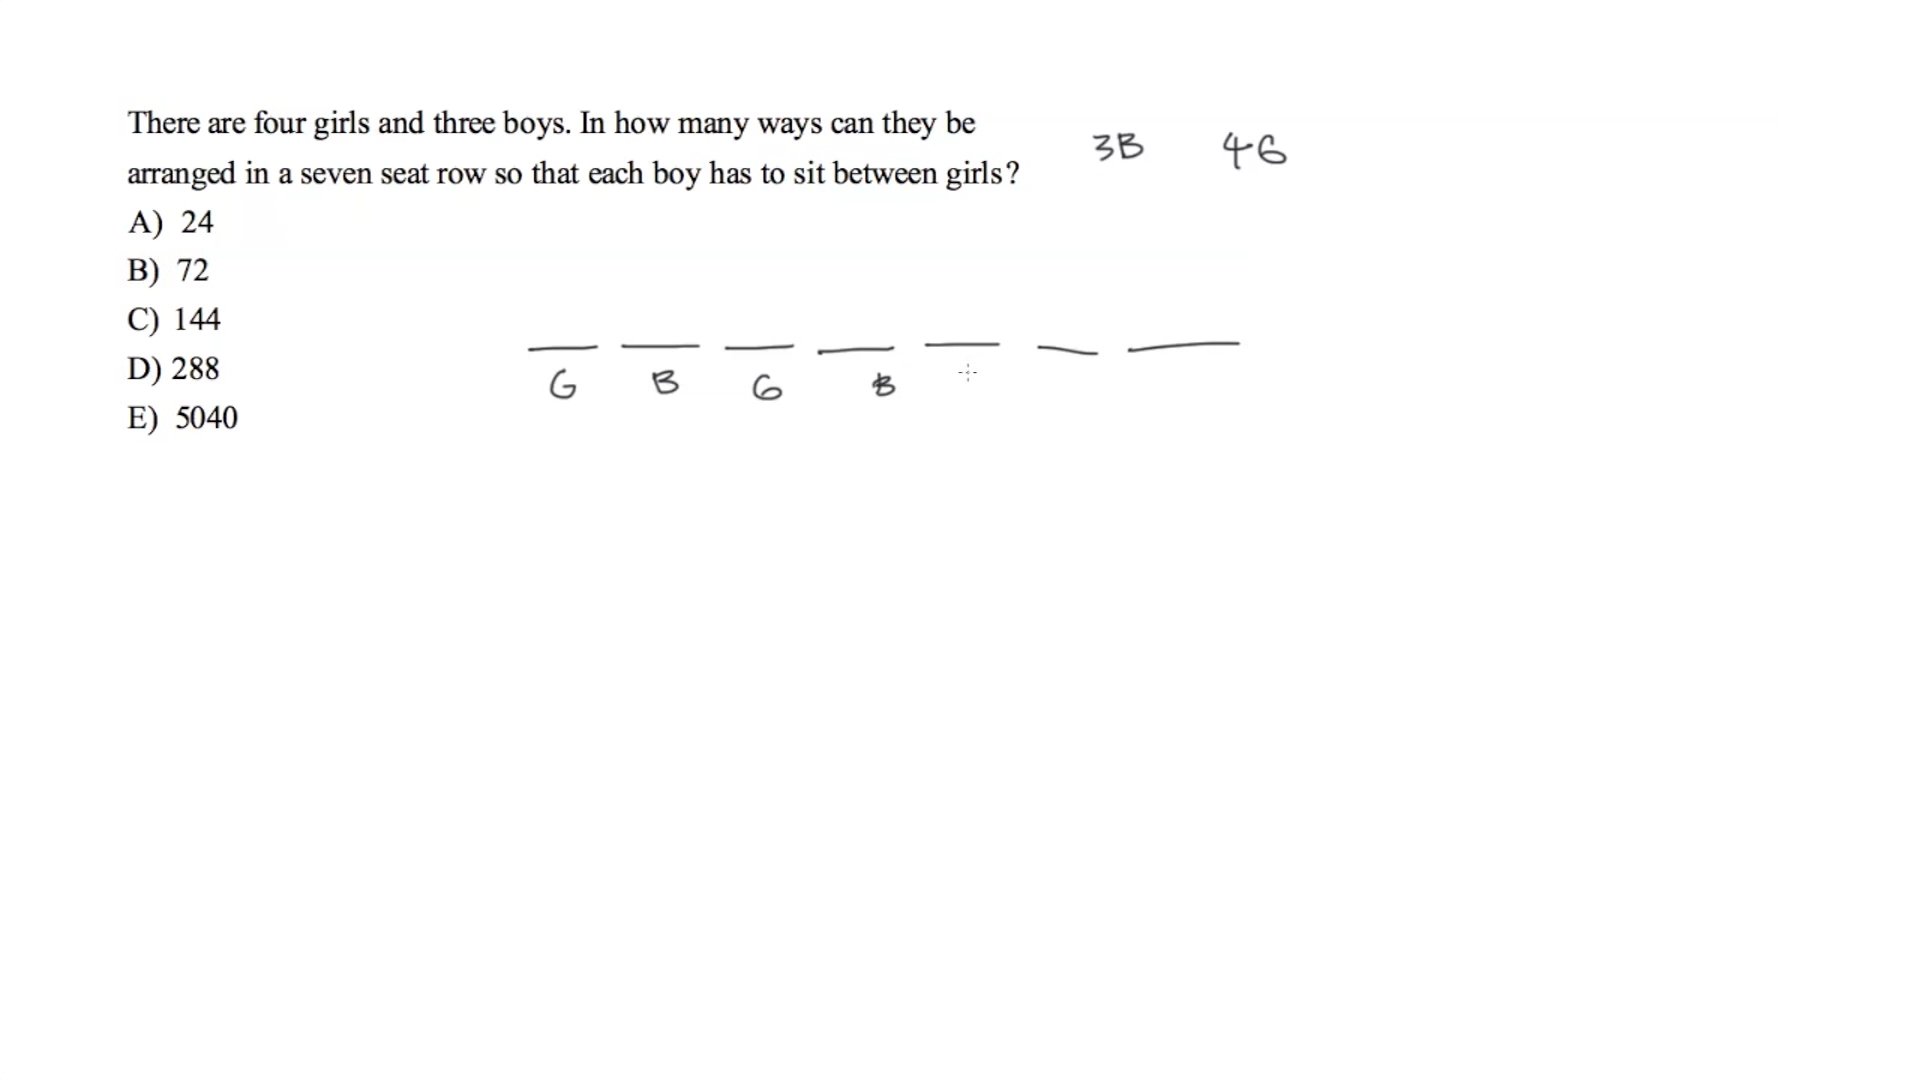 There are four girls and three boys. In how many ways can they be
arranged in a seven seat row so that each boy has to sit between girls?
3B 4G
A) 24
B) 72
C) 144
D) 288
E) 5040
G B G B